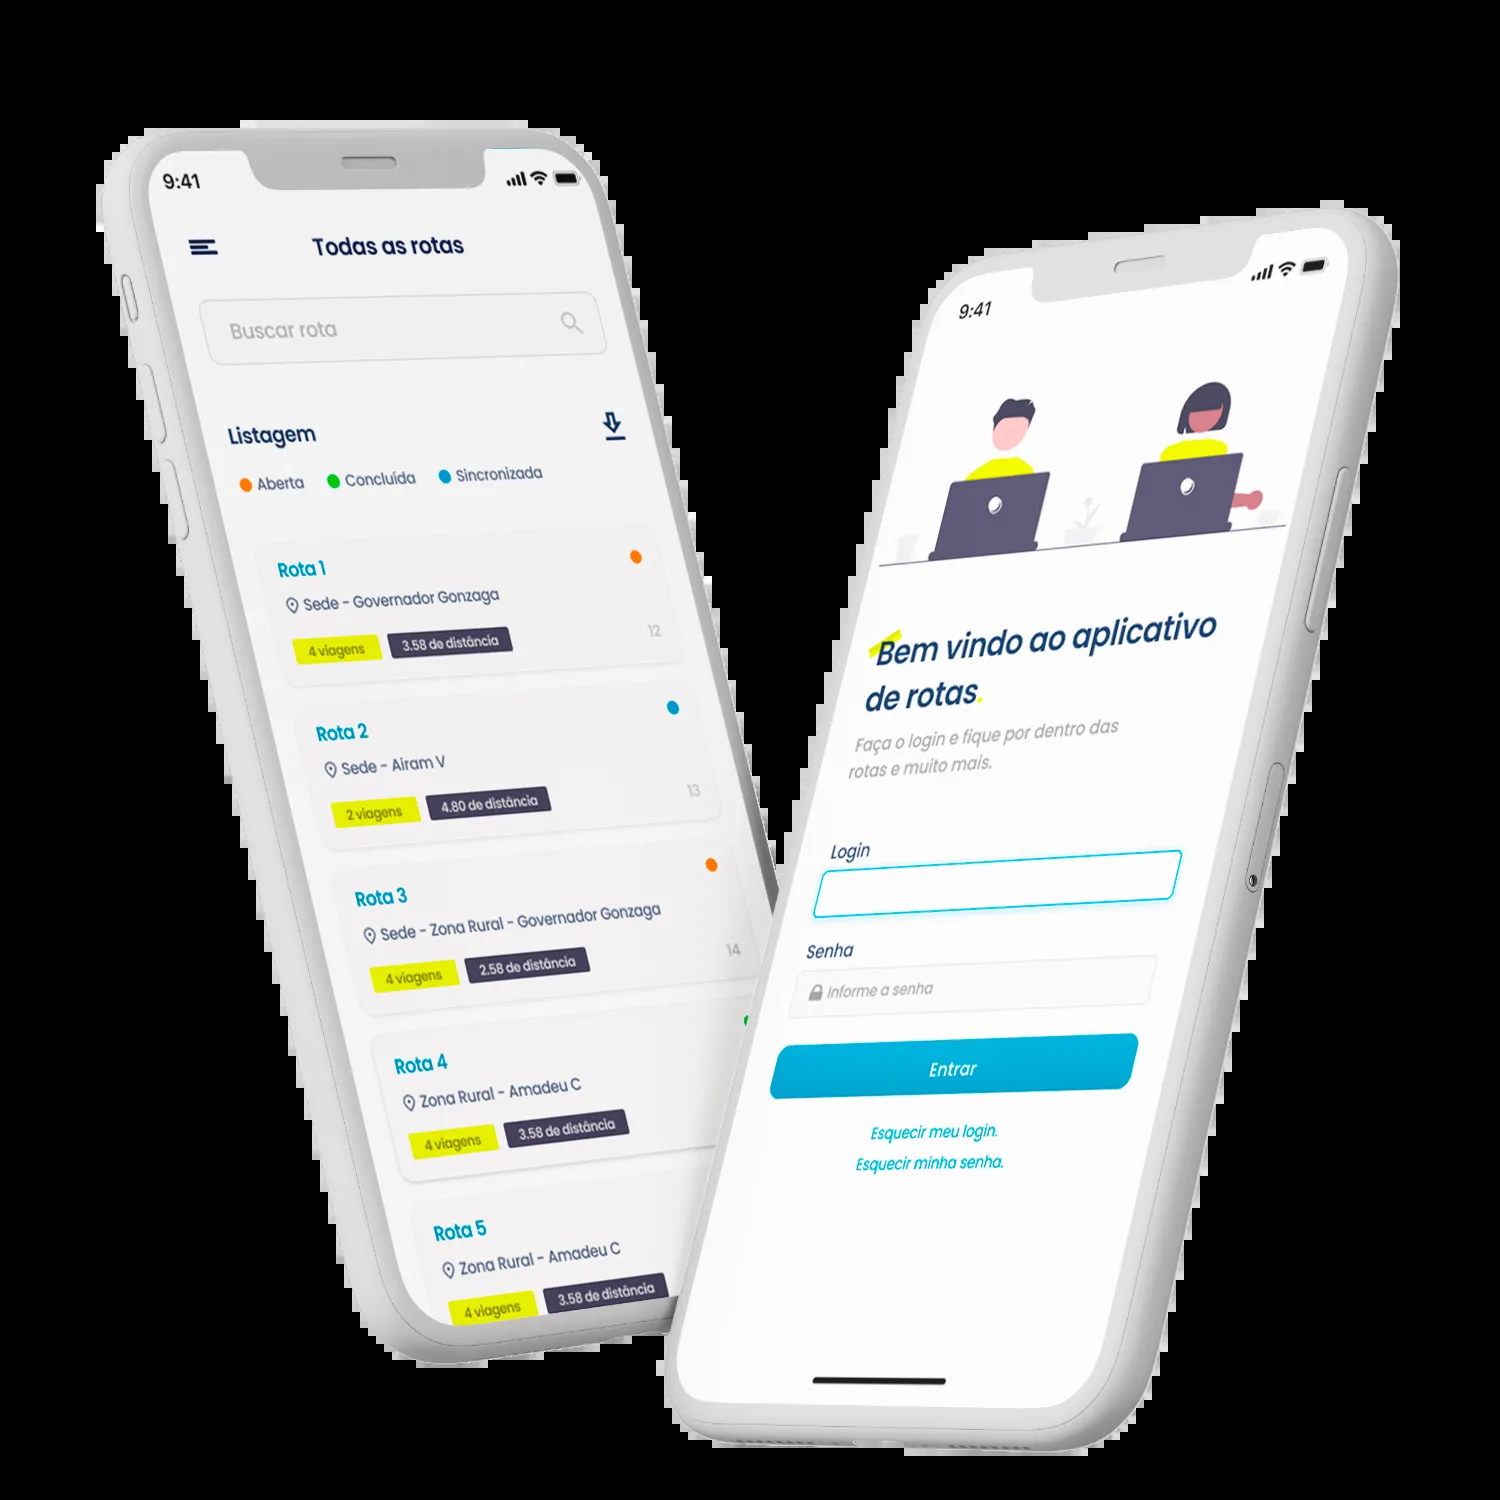 9:41
Todas as rotas
Buscar rota
Listagem
Aberta Concluída Sincronizada
Rota 1
Sede - Governador Gonzaga
4 viagens 3.58 de distância
12
Rota 2
Sede - Airam V
2 viagens 4.80 de distância
13
Rota 3
Sede - Zona Rural - Governador Gonzaga
4 viagens 2.58 de distância
14
Rota 4
Zona Rural - Amadeu C
4 viagens 3.58 de distância
Rota 5
Zona Rural - Amadeu C
4 viagens 3.58 de distância
9:41
Bem vindo ao aplicativo
de rotas.
Faça o login e fique por dentro das
rotas e muito mais.
Login
Senha
Informe a senha
Entrar
Esquecir meu login.
Esquecir minha senha.